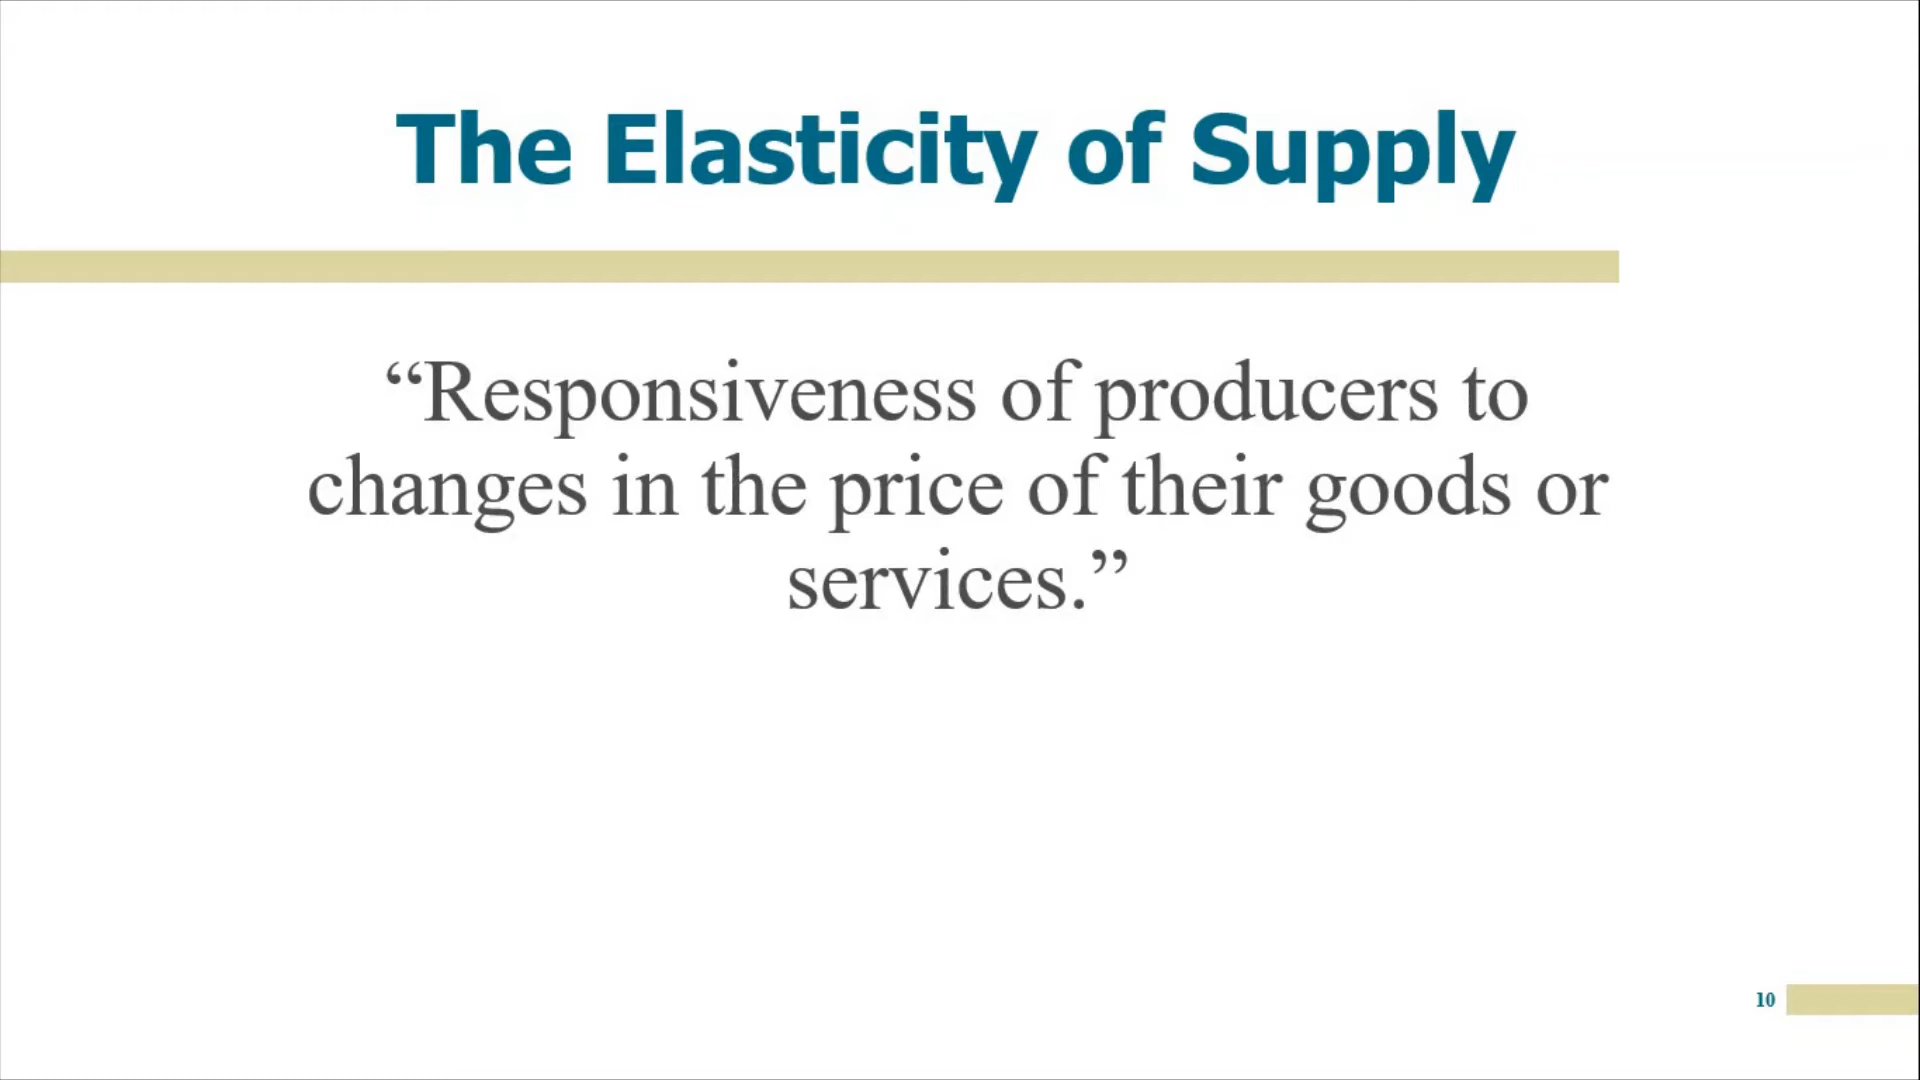 The Elasticity of Supply
“Responsiveness of producers to
changes in the price of their goods or
services.”
10